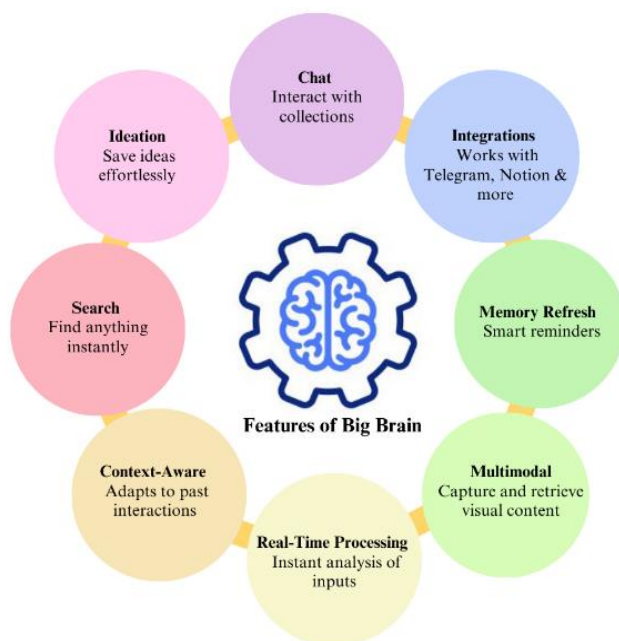 Chat
Interact with
collections
Integrations
Works with
Telegram, Notion &
more
Memory Refresh
Smart reminders
Multimodal
Capture and retrieve
visual content
Real-Time Processing
Instant analysis of
inputs
Context-Aware
Adapts to past
interactions
Search
Find anything
instantly
Ideation
Save ideas
effortlessly
Features of Big Brain